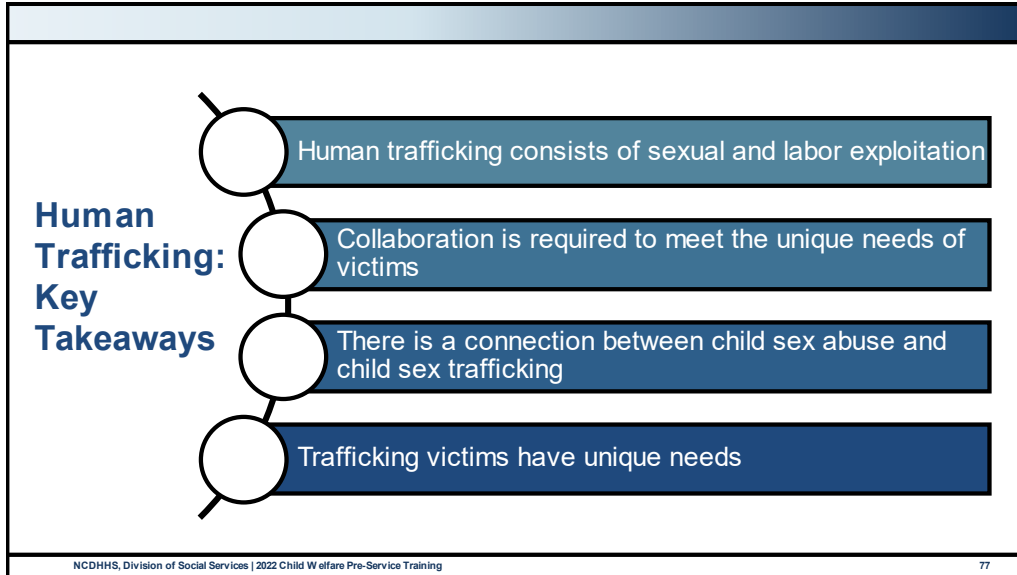 Human
Trafficking:
Key
Takeaways
Human trafficking consists of sexual and labor exploitation
Collaboration is required to meet the unique needs of
victims
There is a connection between child sex abuse and
child sex trafficking
Trafficking victims have unique needs
NCDHHS, Division of Social Services | 2022 Child Welfare Pre-Service Training
77